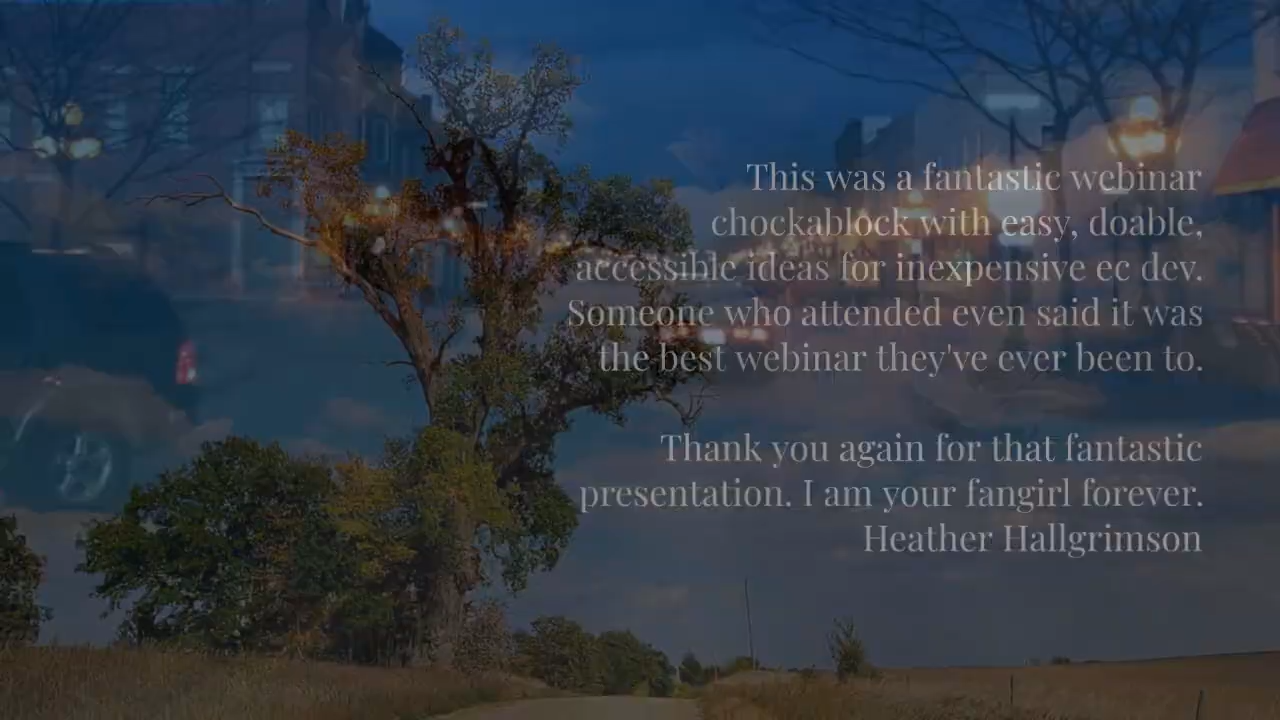 This was a fantastic webinar
chockablock with easy, doable,
accessible ideas for inexpensive ec dev.
Someone who attended even said it was
the best webinar they've ever been to.
Thank you again for that fantastic
presentation. I am your fangirl forever.
Heather Hallgrimson